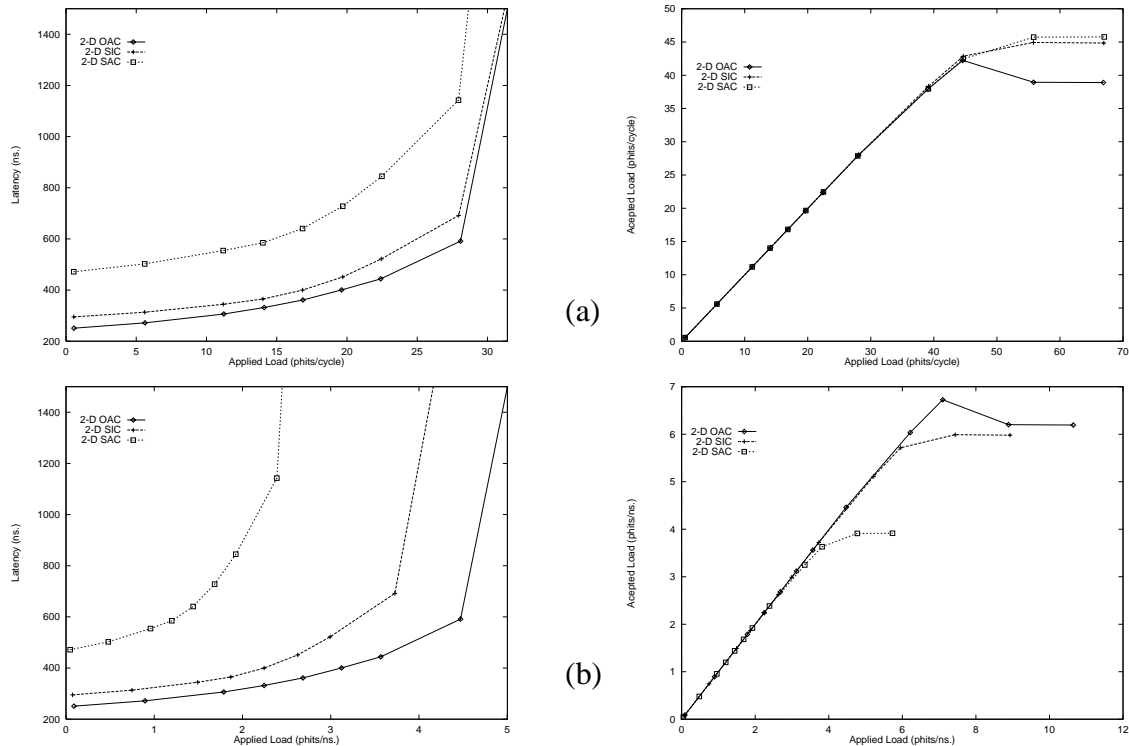 1400
1200
1000
800
600
400
200
Latency (ns.)
2-D OAC
2-D SIC
2-D SAC
0 5 10 15 20 25 30
Applied Load (phits/cycle)
50
45
40
35
30
25
20
15
10
5
0
Acepted Load (phits/cycle)
2-D OAC
2-D SIC
2-D SAC
0 10 20 30 40 50 60 70
Applied Load (phits/cycle)
(a)
1400
1200
1000
800
600
400
200
Latency (ns.)
2-D OAC
2-D SIC
2-D SAC
1 2 3 4 5
Applied Load (phits/ns.)
7
6
5
4
3
2
1
0
Acepted Load (phits/ns.)
2-D OAC
2-D SIC
2-D SAC
0 2 4 6 8 10 12
Applied Load (phits/ns.)
(b)